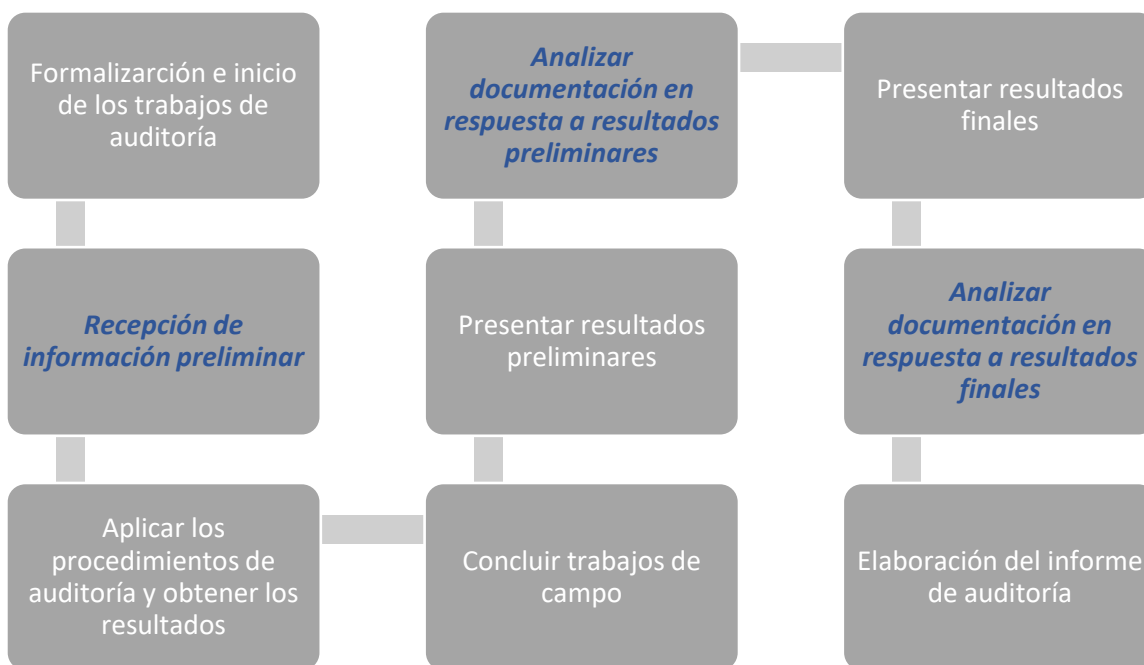 Formalizarción e inicio
de los trabajos de
auditoría
Recepción de
información preliminar
Aplicar los
procedimientos de
auditoría y obtener los
resultados
Concluir trabajos de
campo
Presentar resultados
preliminares
Analizar
documentación en
respuesta a resultados
preliminares
Presentar resultados
finales
Analizar
documentación en
respuesta a resultados
finales
Elaboración del informe
de auditoría